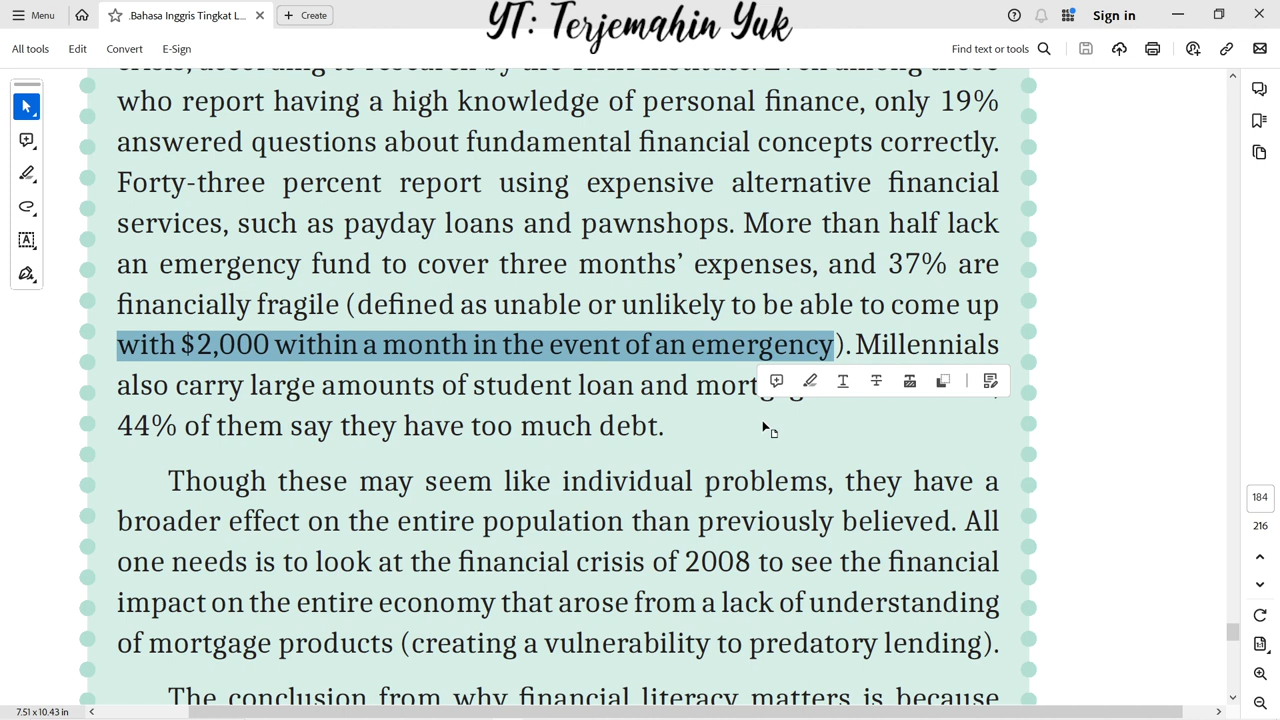 Menu
.Bahasa Inggris Tingkat L...
Create
YT: Terjemahin Yuk
Sign in
All tools
Edit
Convert
E-Sign
Find text or tools
who report having a high knowledge of personal finance, only 19%
answered questions about fundamental financial concepts correctly.
Forty-three percent report using expensive alternative financial
services, such as payday loans and pawnshops. More than half lack
an emergency fund to cover three months’ expenses, and 37% are
financially fragile (defined as unable or unlikely to be able to come up
with $2,000 within a month in the event of an emergency). Millennials
also carry large amounts of student loan and
44% of them say they have too much debt.
Though these may seem like individual problems, they have a
broader effect on the entire population than previously believed. All
one needs is to look at the financial crisis of 2008 to see the financial
impact on the entire economy that arose from a lack of understanding
of mortgage products (creating a vulnerability to predatory lending).
The conclusion from why financial literacy matters is because
184
216
7.51 x 10.43 in